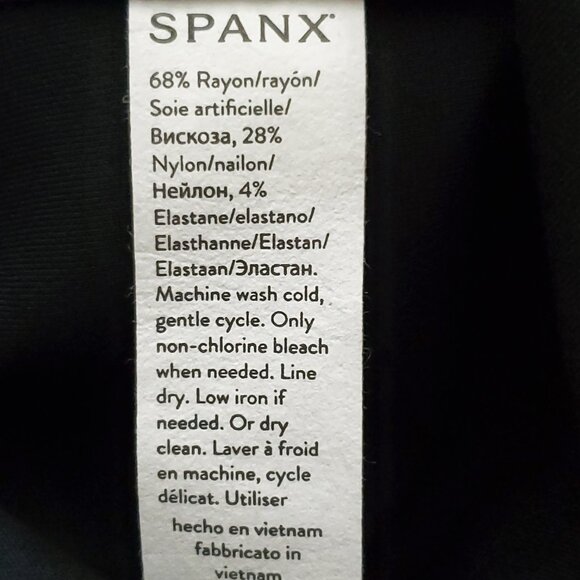 SPANX®
68% Rayon/rayón/
Soie artificielle/
Вискоза, 28%
Nylon/nailon/
Нейлон, 4%
Elastane/elastano/
Elasthanne/Elastan/
Elastaan/Эластан.
Machine wash cold,
gentle cycle. Only
non-chlorine bleach
when needed. Line
dry. Low iron if
needed. Or dry
clean. Laver à froid
en machine, cycle
délicat. Utiliser
hecho en vietnam
fabbricato in
vietnam